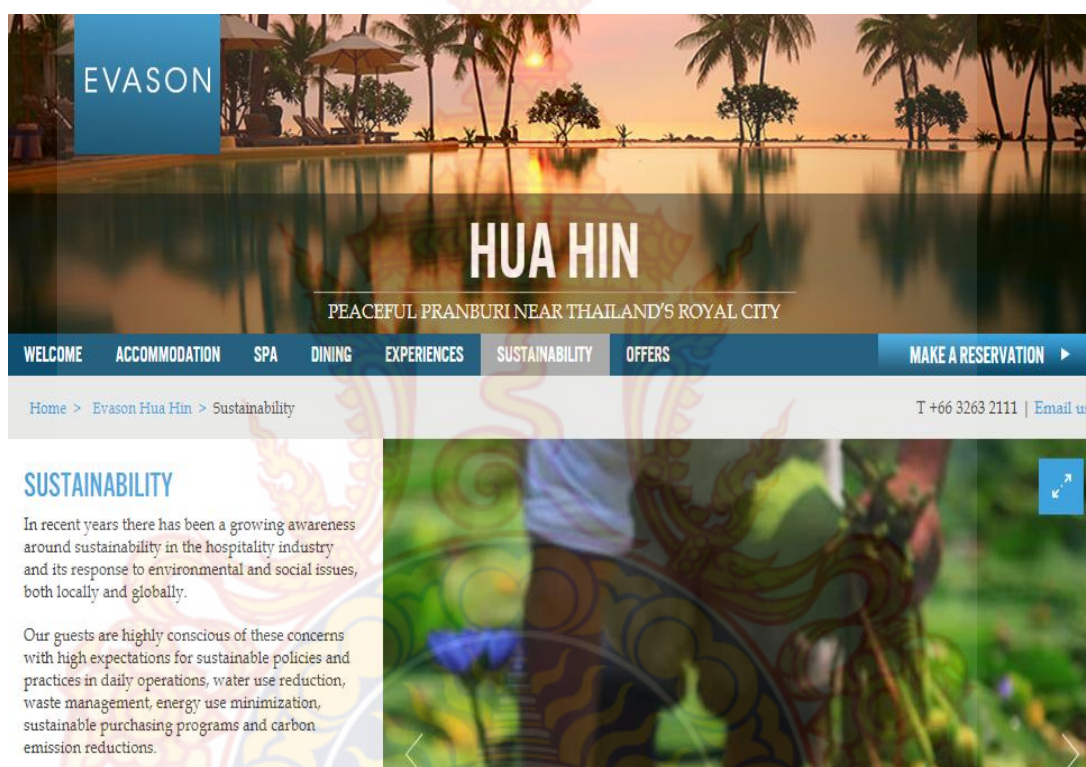 EVASON
HUA HIN
PEACEFUL PRANBURI NEAR THAILAND'S ROYAL CITY
WELCOME ACCOMMODATION SPA DINING EXPERIENCES SUSTAINABILITY OFFERS MAKE A RESERVATION
Home > Evason Hua Hin > Sustainability T +66 3263 2111 | Email us
SUSTAINABILITY
In recent years there has been a growing awareness
around sustainability in the hospitality industry
and its response to environmental and social issues,
both locally and globally.
Our guests are highly conscious of these concerns
with high expectations for sustainable policies and
practices in daily operations, water use reduction,
waste management, energy use minimization,
sustainable purchasing programs and carbon
emission reductions.